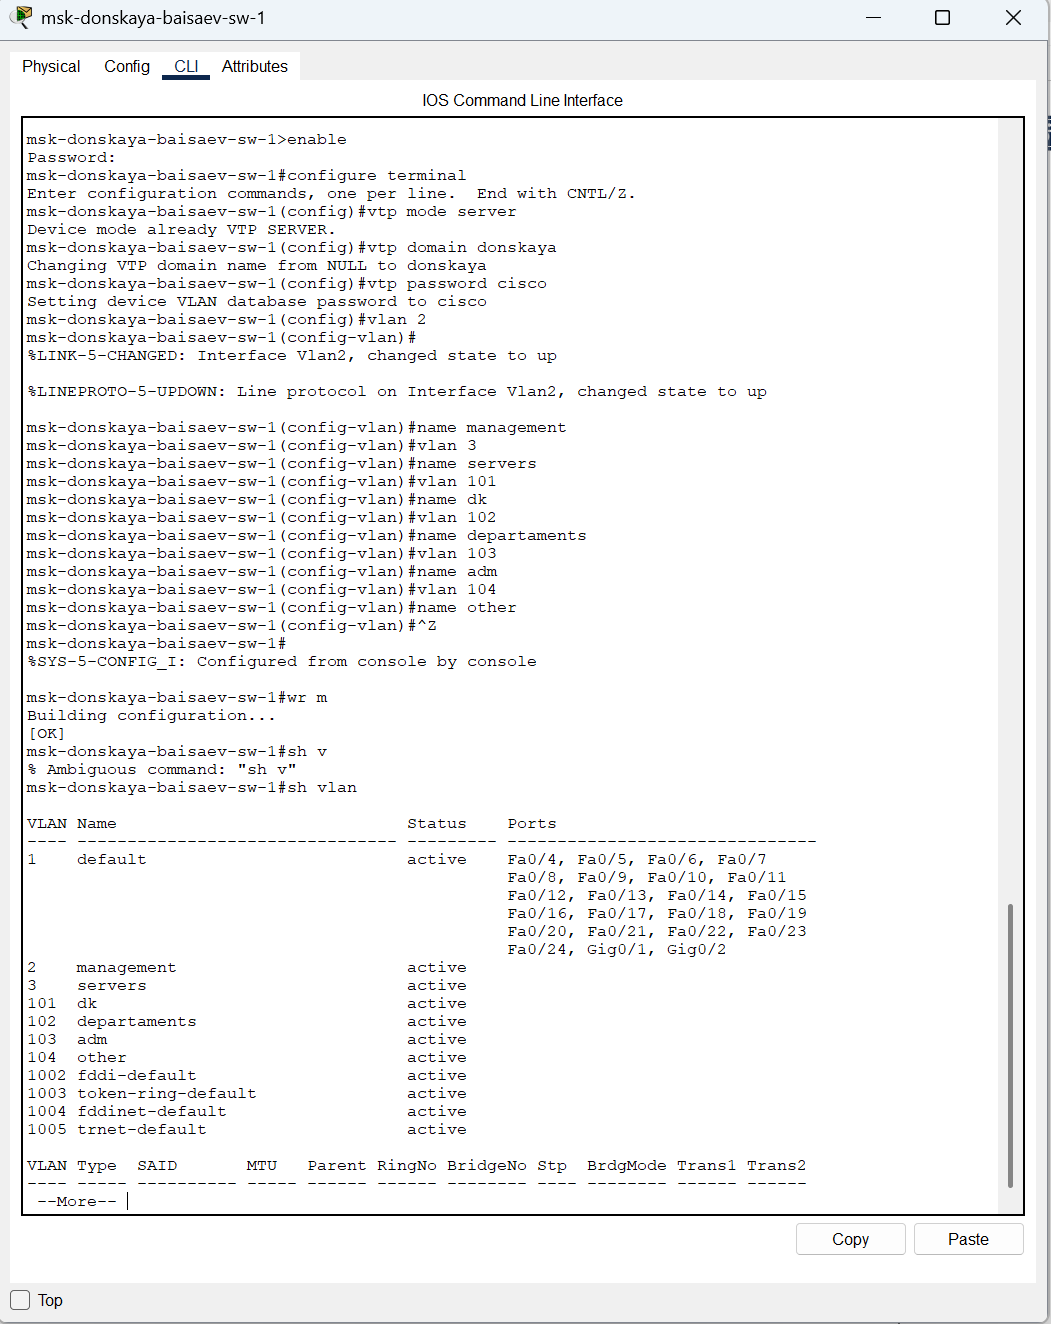 msk-donskaya-baisaev-sw-1
Physical Config CLI Attributes
IOS Command Line Interface
msk-donskaya-baisaev-sw-1>enable
Password:
msk-donskaya-baisaev-sw-1#configure terminal
Enter configuration commands, one per line.  End with CNTL/Z.
msk-donskaya-baisaev-sw-1(config)#vtp mode server
Device mode already VTP SERVER.
msk-donskaya-baisaev-sw-1(config)#vtp domain donskaya
Changing VTP domain name from NULL to donskaya
msk-donskaya-baisaev-sw-1(config)#vtp password cisco
Setting device VLAN database password to cisco
msk-donskaya-baisaev-sw-1(config)#vlan 2
msk-donskaya-baisaev-sw-1(config-vlan)#
%LINK-5-CHANGED: Interface Vlan2, changed state to up
%LINEPROTO-5-UPDOWN: Line protocol on Interface Vlan2, changed state to up
msk-donskaya-baisaev-sw-1(config-vlan)#name management
msk-donskaya-baisaev-sw-1(config-vlan)#vlan 3
msk-donskaya-baisaev-sw-1(config-vlan)#name servers
msk-donskaya-baisaev-sw-1(config-vlan)#vlan 101
msk-donskaya-baisaev-sw-1(config-vlan)#name dk
msk-donskaya-baisaev-sw-1(config-vlan)#vlan 102
msk-donskaya-baisaev-sw-1(config-vlan)#name departaments
msk-donskaya-baisaev-sw-1(config-vlan)#vlan 103
msk-donskaya-baisaev-sw-1(config-vlan)#name adm
msk-donskaya-baisaev-sw-1(config-vlan)#vlan 104
msk-donskaya-baisaev-sw-1(config-vlan)#name other
msk-donskaya-baisaev-sw-1(config-vlan)#^Z
msk-donskaya-baisaev-sw-1#
%SYS-5-CONFIG_I: Configured from console by console
msk-donskaya-baisaev-sw-1#wr m
Building configuration...
[OK]
msk-donskaya-baisaev-sw-1#sh v
% Ambiguous command: "sh v"
msk-donskaya-baisaev-sw-1#sh vlan
VLAN Name                             Status    Ports
---- -------------------------------- --------- -------------------------------
1    default                          active    Fa0/4, Fa0/5, Fa0/6, Fa0/7
                                                Fa0/8, Fa0/9, Fa0/10, Fa0/11
                                                Fa0/12, Fa0/13, Fa0/14, Fa0/15
                                                Fa0/16, Fa0/17, Fa0/18, Fa0/19
                                                Fa0/20, Fa0/21, Fa0/22, Fa0/23
                                                Fa0/24, Gig0/1, Gig0/2
2    management                       active
3    servers                          active
101  dk                               active
102  departaments                     active
103  adm                              active
104  other                            active
1002 fddi-default                     active
1003 token-ring-default               active
1004 fddinet-default                  active
1005 trnet-default                    active
VLAN Type  SAID       MTU   Parent RingNo BridgeNo Stp  BrdgMode Trans1 Trans2
---- ----- ---------- ----- ------ ------ -------- ---- -------- ------ ------
 --More--
Copy Paste
Top